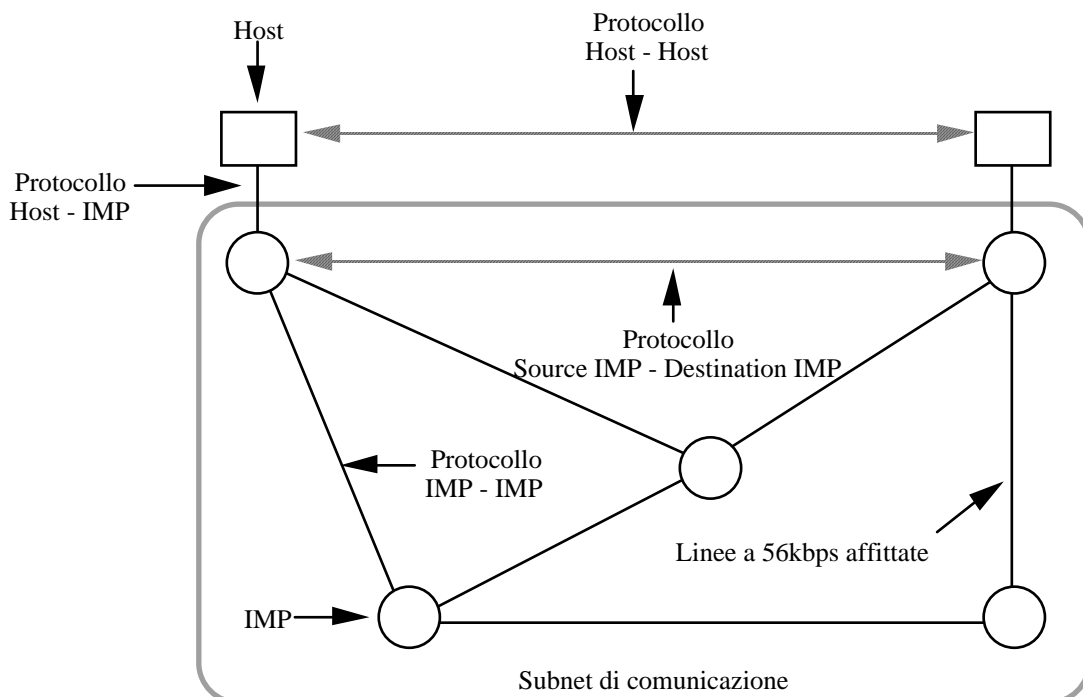 Host
Protocollo
Host - Host
Protocollo
Host - IMP
Protocollo
Source IMP - Destination IMP
Protocollo
IMP - IMP
Linee a 56kbps affittate
IMP
Subnet di comunicazione